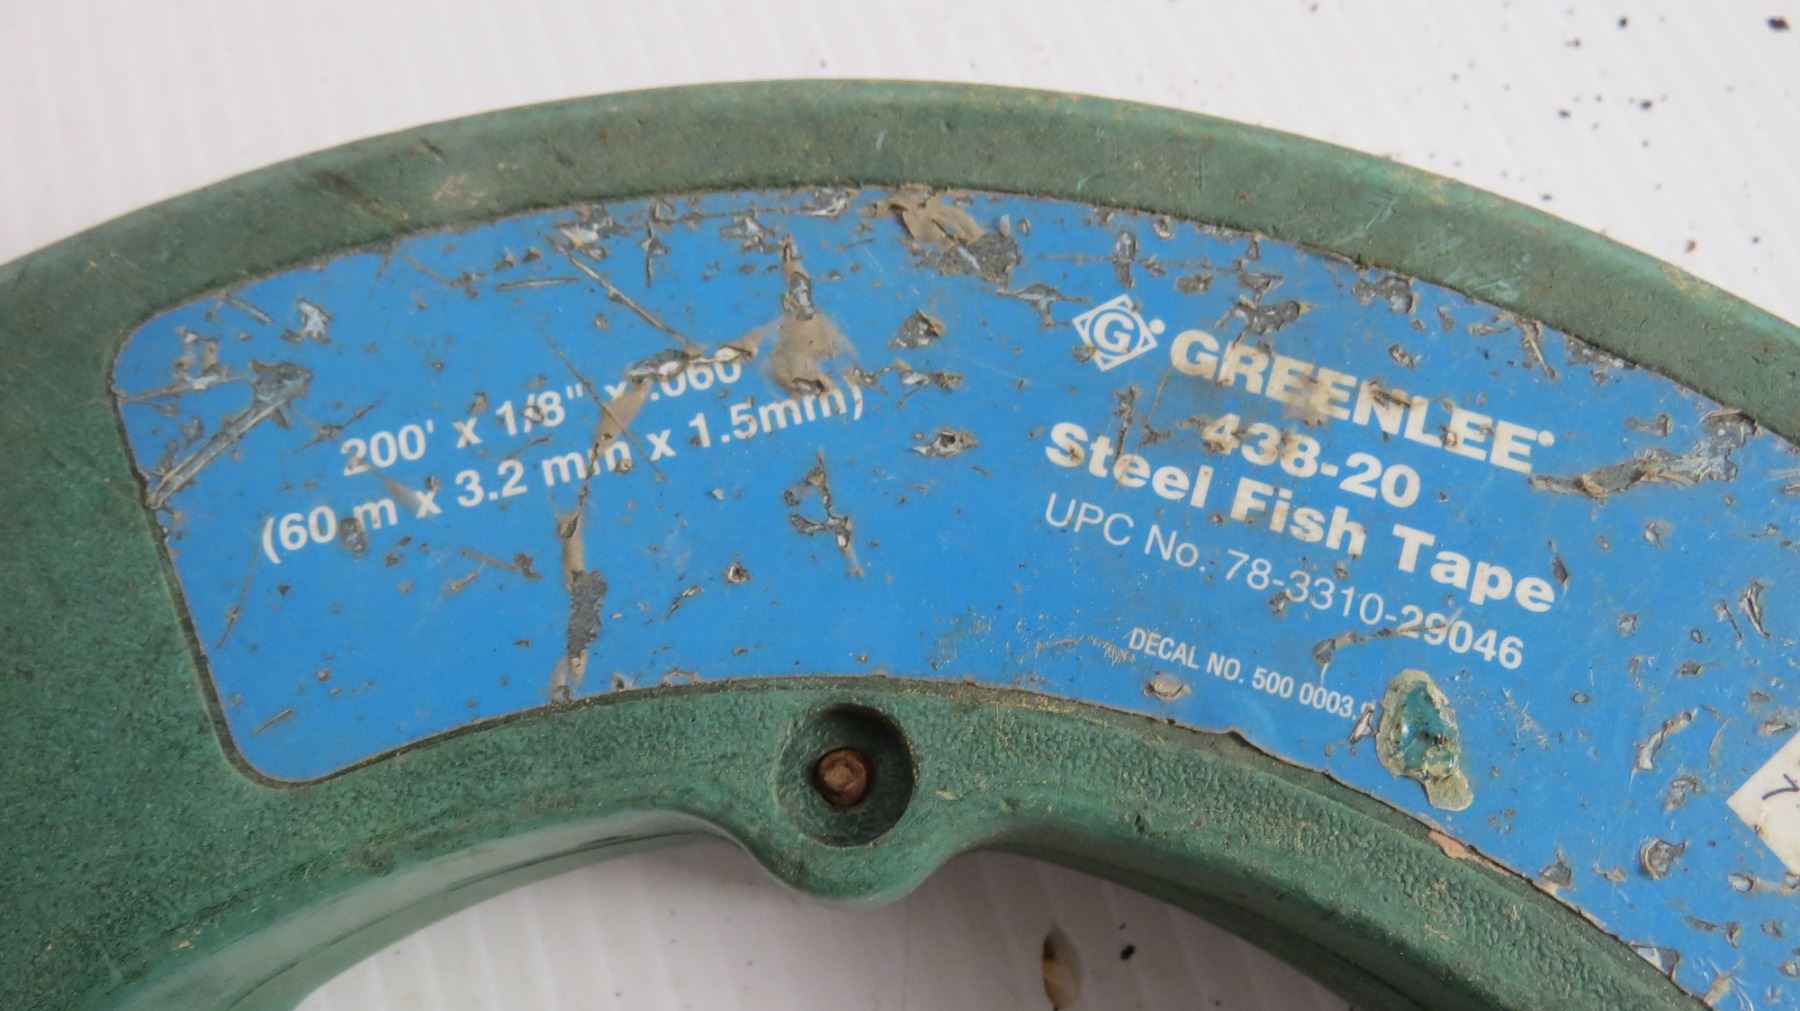 200' x 1/8" x .060"
(60 m x 3.2 mm x 1.5mm)
G GREENLEE®
438-20
Steel Fish Tape
UPC No. 78-3310-29046
DECAL NO. 500 0003.